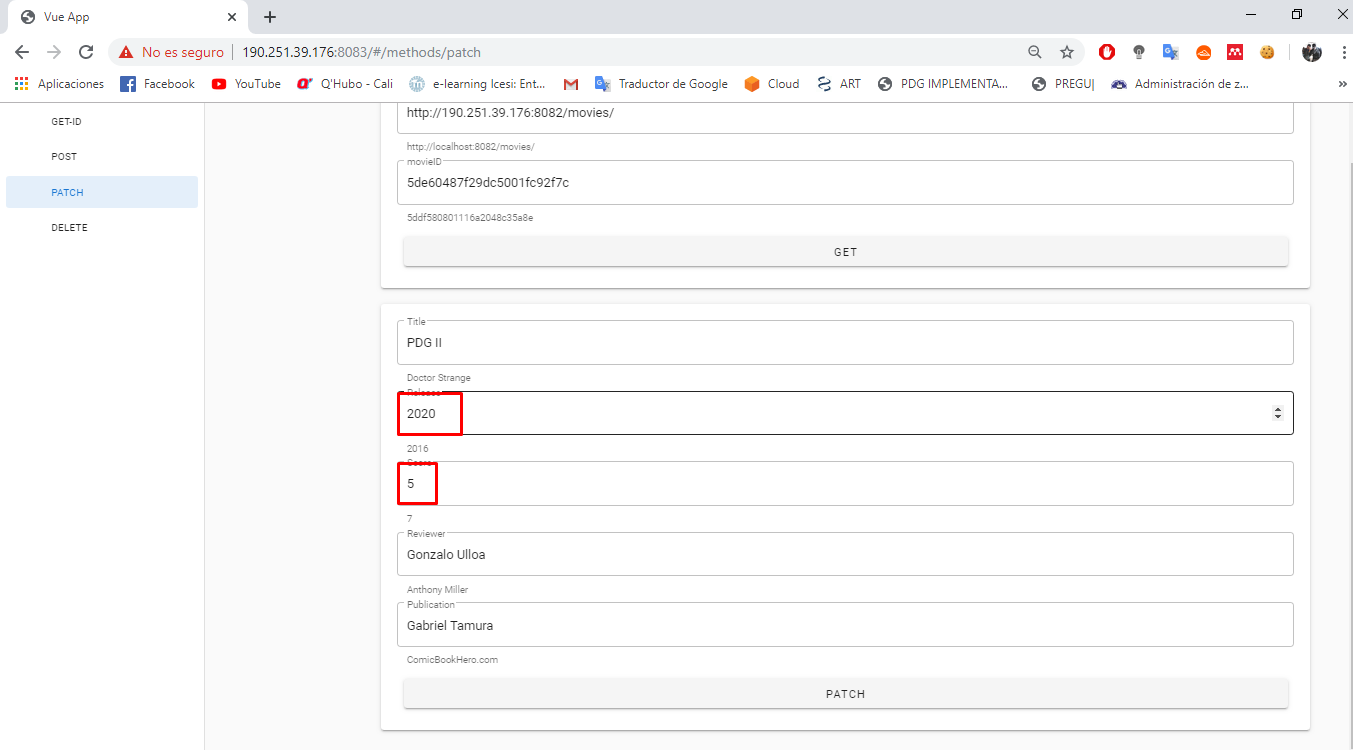 Vue App
No es seguro
190.251.39.176:8083/#/methods/patch
Aplicaciones
Facebook
YouTube
Q'Hubo - Cali
e-learning Icesi: Ent...
Traductor de Google
Cloud
ART
PDG IMPLEMENTA...
PREGU|
Administración de z...
»
GET-ID
POST
PATCH
DELETE
http://190.251.39.176:8082/movies/
http://localhost:8082/movies/
movieID
5de60487f29dc5001fc92f7c
5ddf580801116a2048c35a8e
GET
Title
PDG II
Doctor Strange
Release
2020
2016
Score
5
7
Reviewer
Gonzalo Ulloa
Anthony Miller
Publication
Gabriel Tamura
ComicBookHero.com
PATCH